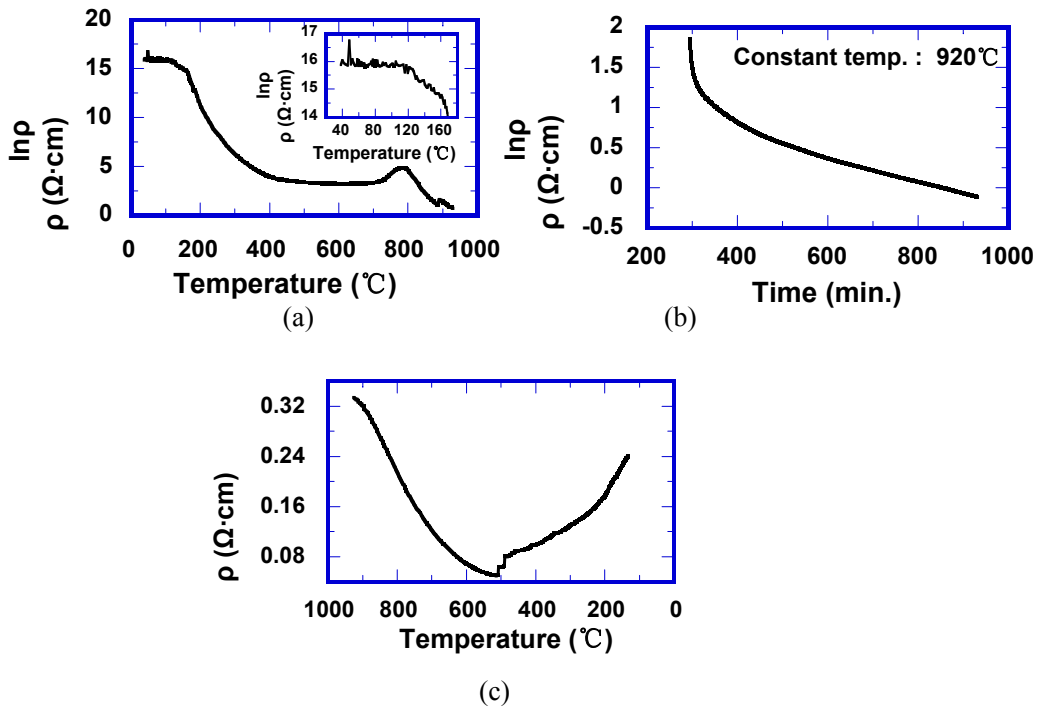 20
15
10
5
0
lnρ
ρ (Ω·cm)
0 200 400 600 800 1000
Temperature (℃)
17
16
15
14
lnρ
ρ (Ω·cm)
40 80 120 160
Temperature (℃)
(a)
2
1.5
1
0.5
0
-0.5
lnρ
ρ (Ω·cm)
Constant temp. : 920℃
200 400 600 800 1000
Time (min.)
(b)
0.32
0.24
0.16
0.08
ρ (Ω·cm)
1000 800 600 400 200 0
Temperature (℃)
(c)